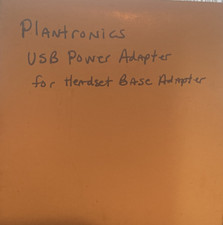 Plantronics
USB Power Adapter
for Headset Base Adapter